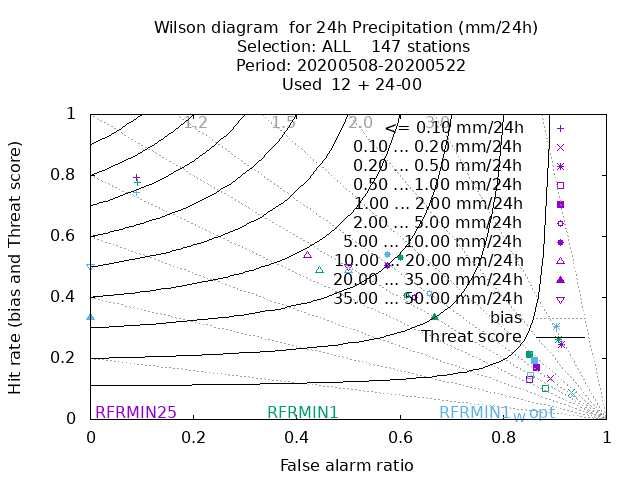 Wilson diagram  for 24h Precipitation (mm/24h)
Selection: ALL    147 stations
Period: 20200508-20200522
Used  12 + 24-00
Hit rate (bias and Threat score)
1
0.8
0.6
0.4
0.2
0
1.2
1.5
2.0
3.0
<= 0.10 mm/24h
0.10 ... 0.20 mm/24h
0.20 ... 0.50 mm/24h
0.50 ... 1.00 mm/24h
1.00 ... 2.00 mm/24h
2.00 ... 5.00 mm/24h
5.00 ... 10.00 mm/24h
10.00 ... 20.00 mm/24h
20.00 ... 35.00 mm/24h
35.00 ... 50.00 mm/24h
bias
Threat score
RFRMIN25
RFRMIN1
RFRMIN1_w opt
0
0.2
0.4
0.6
0.8
1
False alarm ratio